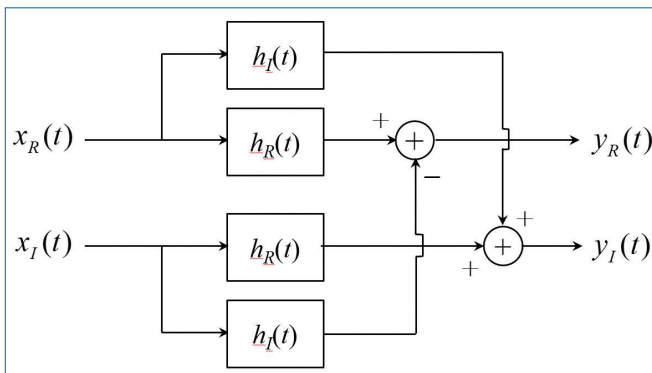 h_I(t)
x_R(t) h_R(t) + + y_R(t)
−
+
x_I(t) h_R(t) + + y_I(t)
h_I(t)